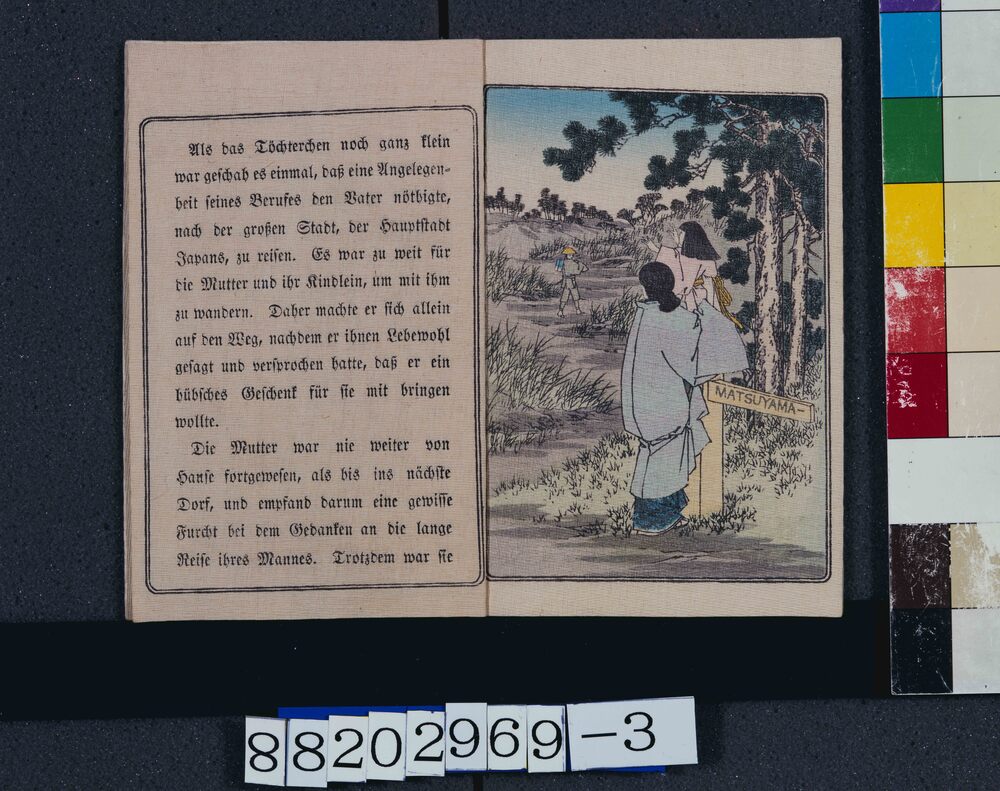 Als das Töchterchen noch ganz klein
war geschah es einmal, daß eine Angelegen-
heit seines Berufes den Vater nöthigte,
nach der großen Stadt, der Hauptstadt
Japans, zu reisen. Es war zu weit für
die Mutter und ihr Kindlein, um mit ihm
zu wandern. Daher machte er sich allein
auf den Weg, nachdem er ihnen Lebewohl
gesagt und versprochen hatte, daß er ein
hübsches Geschenk für sie mit bringen
wollte.
Die Mutter war nie weiter von
Hause fortgewesen, als bis ins nächste
Dorf, und empfand darum eine gewisse
Furcht bei dem Gedanken an die lange
Reise ihres Mannes. Trotzdem war sie
MATSUYAMA-
88202969-3